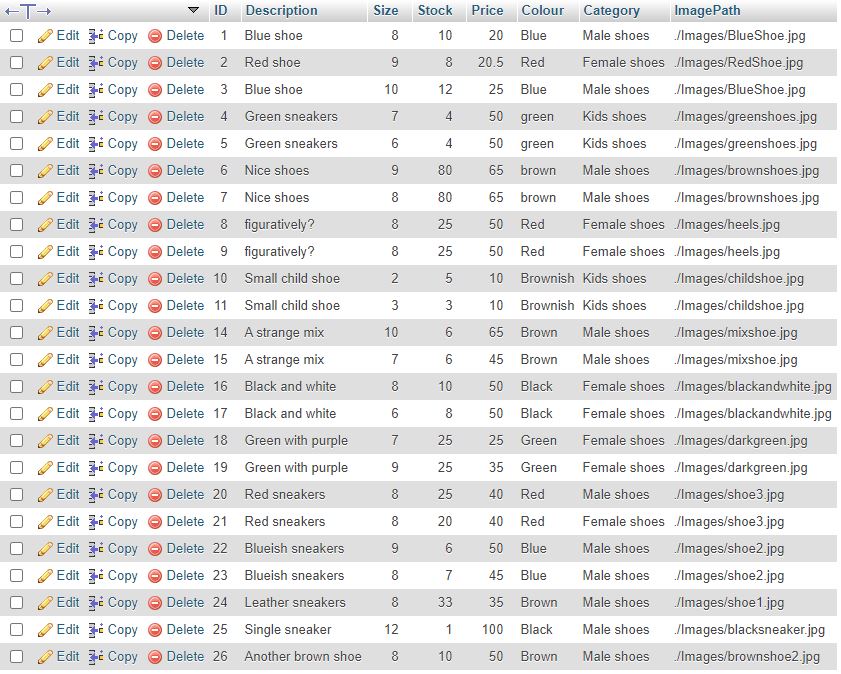 ID Description Size Stock Price Colour Category ImagePath
Edit Copy Delete 1 Blue shoe 8 10 20 Blue Male shoes ./Images/BlueShoe.jpg
Edit Copy Delete 2 Red shoe 9 8 20.5 Red Female shoes ./Images/RedShoe.jpg
Edit Copy Delete 3 Blue shoe 10 12 25 Blue Male shoes ./Images/BlueShoe.jpg
Edit Copy Delete 4 Green sneakers 7 4 50 green Kids shoes ./Images/greenshoes.jpg
Edit Copy Delete 5 Green sneakers 6 4 50 green Kids shoes ./Images/greenshoes.jpg
Edit Copy Delete 6 Nice shoes 9 80 65 brown Male shoes ./Images/brownshoes.jpg
Edit Copy Delete 7 Nice shoes 8 80 65 brown Male shoes ./Images/brownshoes.jpg
Edit Copy Delete 8 figuratively? 8 25 50 Red Female shoes ./Images/heels.jpg
Edit Copy Delete 9 figuratively? 8 25 50 Red Female shoes ./Images/heels.jpg
Edit Copy Delete 10 Small child shoe 2 5 10 Brownish Kids shoes ./Images/childshoe.jpg
Edit Copy Delete 11 Small child shoe 3 3 10 Brownish Kids shoes ./Images/childshoe.jpg
Edit Copy Delete 14 A strange mix 10 6 65 Brown Male shoes ./Images/mixshoe.jpg
Edit Copy Delete 15 A strange mix 7 6 45 Brown Male shoes ./Images/mixshoe.jpg
Edit Copy Delete 16 Black and white 8 10 50 Black Female shoes ./Images/blackandwhite.jpg
Edit Copy Delete 17 Black and white 6 8 50 Black Female shoes ./Images/blackandwhite.jpg
Edit Copy Delete 18 Green with purple 7 25 25 Green Female shoes ./Images/darkgreen.jpg
Edit Copy Delete 19 Green with purple 9 25 35 Green Female shoes ./Images/darkgreen.jpg
Edit Copy Delete 20 Red sneakers 8 25 40 Red Male shoes ./Images/shoe3.jpg
Edit Copy Delete 21 Red sneakers 8 20 40 Red Female shoes ./Images/shoe3.jpg
Edit Copy Delete 22 Blueish sneakers 9 6 50 Blue Male shoes ./Images/shoe2.jpg
Edit Copy Delete 23 Blueish sneakers 8 7 45 Blue Male shoes ./Images/shoe2.jpg
Edit Copy Delete 24 Leather sneakers 8 33 35 Brown Male shoes ./Images/shoe1.jpg
Edit Copy Delete 25 Single sneaker 12 1 100 Black Male shoes ./Images/blacksneaker.jpg
Edit Copy Delete 26 Another brown shoe 8 10 50 Brown Male shoes ./Images/brownshoe2.jpg